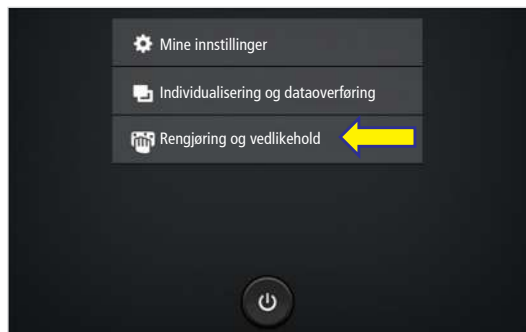 Mine innstillinger
Individualisering og dataoverføring
Rengjøring og vedlikehold